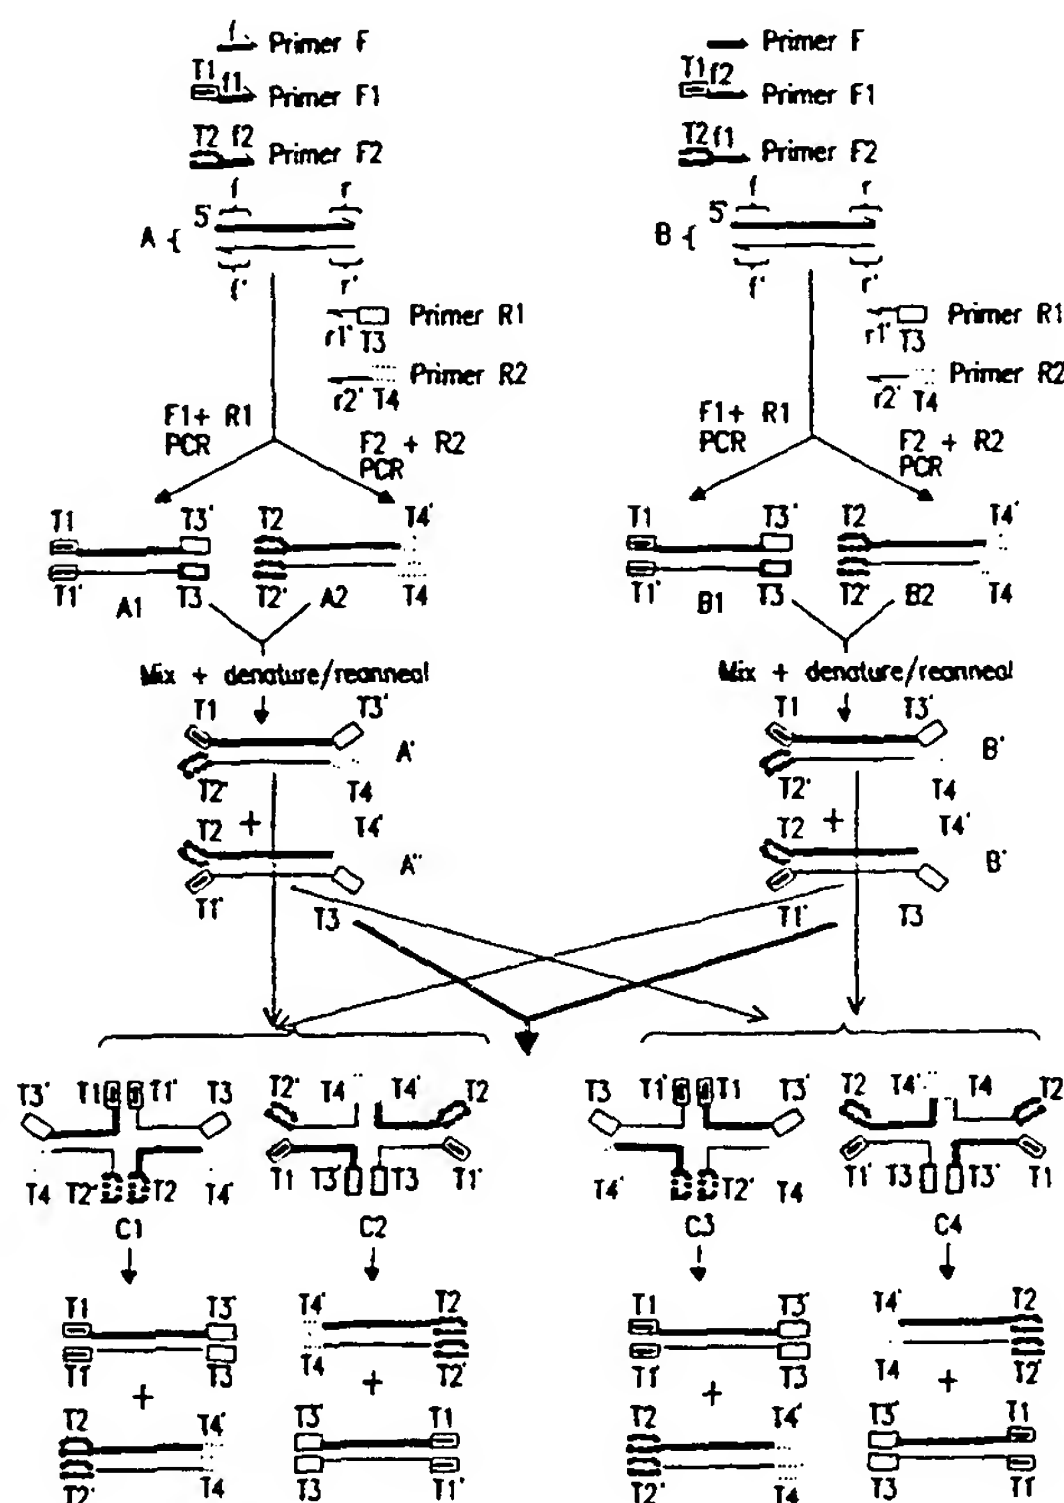 f
Primer F Primer F
T1 f1 Primer F1 T1 f2 Primer F1
T2 f2 Primer F2 T2 f1 Primer F2
f r f r
5' 5'
A { B {
f' r' f' r'
Primer R1 Primer R1
r1' T3 r1' T3
Primer R2 Primer R2
r2' T4 r2' T4
F1+ R1 F1+ R1
PCR PCR
F2 + R2 F2 + R2
PCR PCR
T1 T3' T2 T4' T1 T3' T2 T4'
T1' A1 T3 T2' A2 T4 T1' B1 T3 T2' B2 T4
Mix + denature/reanneal Mix + denature/reanneal
T1 T3' T1 T3'
A' B'
T2' T4 T2' T4
+ +
T2 T4' T2 T4'
A" B'
T1' T3 T1' T3
T3' T1 T1' T3 T2' T4 T4' T2 T3 T1' T1 T3' T2 T4' T4 T2
T4 T2' T2 T4' T1 T3' T3 T1' T4' T2' T4 T1' T3 T3' T1
C1 C2 C3 C4
T1 T3' T4' T2 T1 T3' T4' T2
T1' T3 T4 T2' T1' T3 T4 T2'
+ + + +
T2 T4' T3' T1 T2 T4' T3' T1
T2' T4 T3 T1' T2' T4 T3 T1'